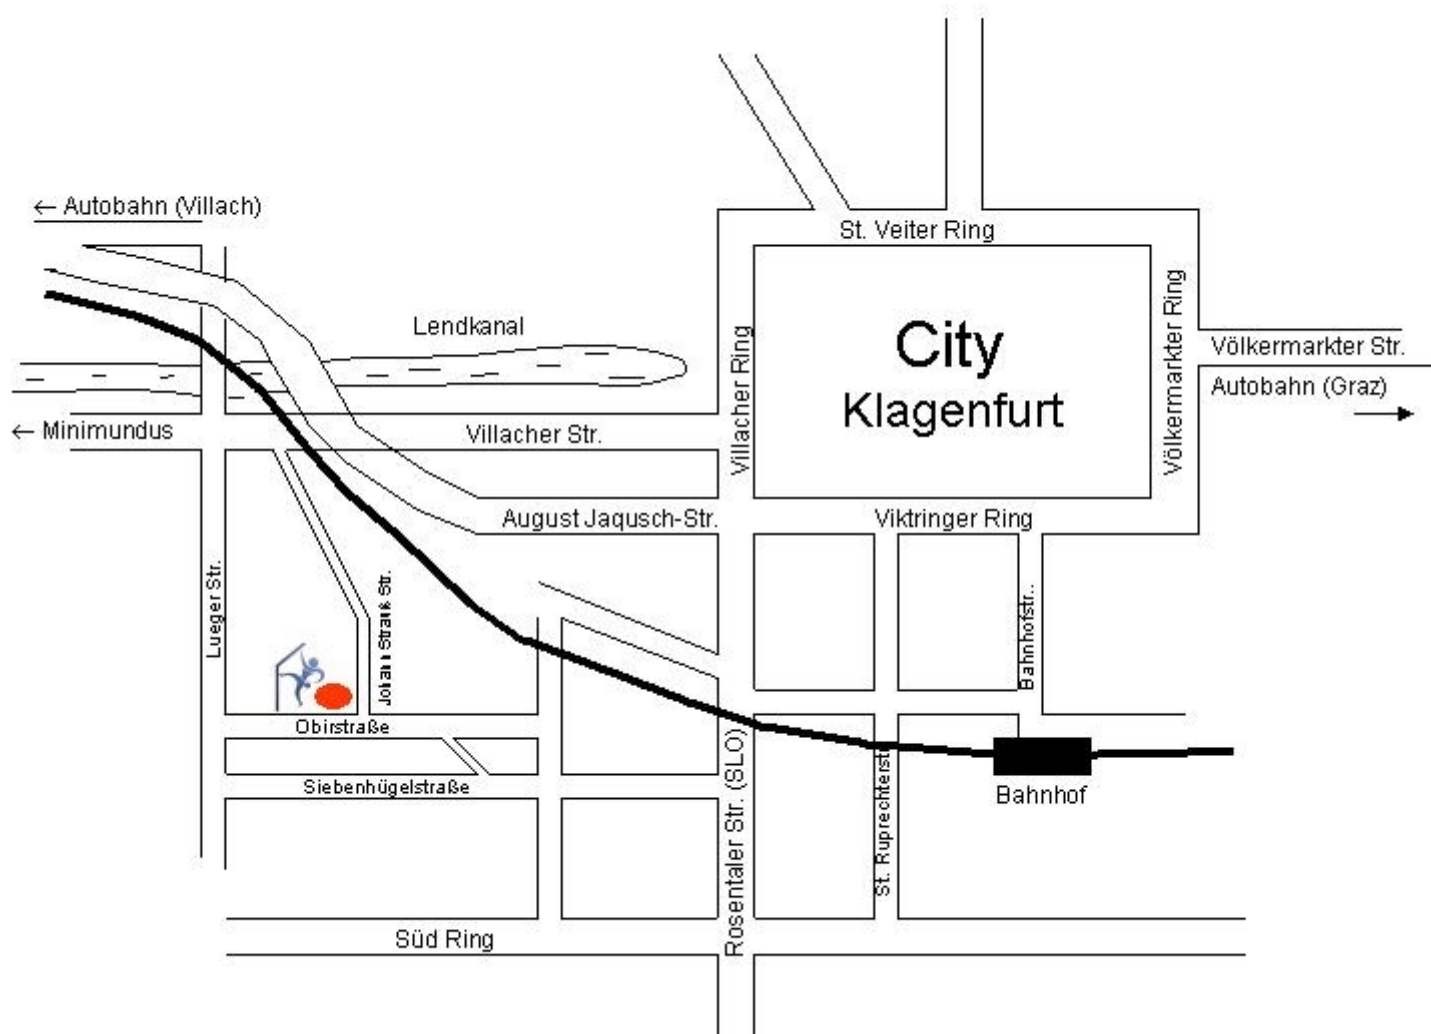 ← Autobahn (Villach)
St. Veiter Ring
Lendkanal
City
Klagenfurt
Villacher Ring
Völkermarkter Ring
Völkermarkter Str.
Autobahn (Graz)
→
← Minimundus
Villacher Str.
August Jaqusch-Str.
Viktringer Ring
Lueger Str.
Johann Strauß Str.
Bahnhofstr..
Obirstraße
Siebenhügelstraße
Rosentaler Str. (SLO)
St. Ruprechterstr.
Bahnhof
Süd Ring